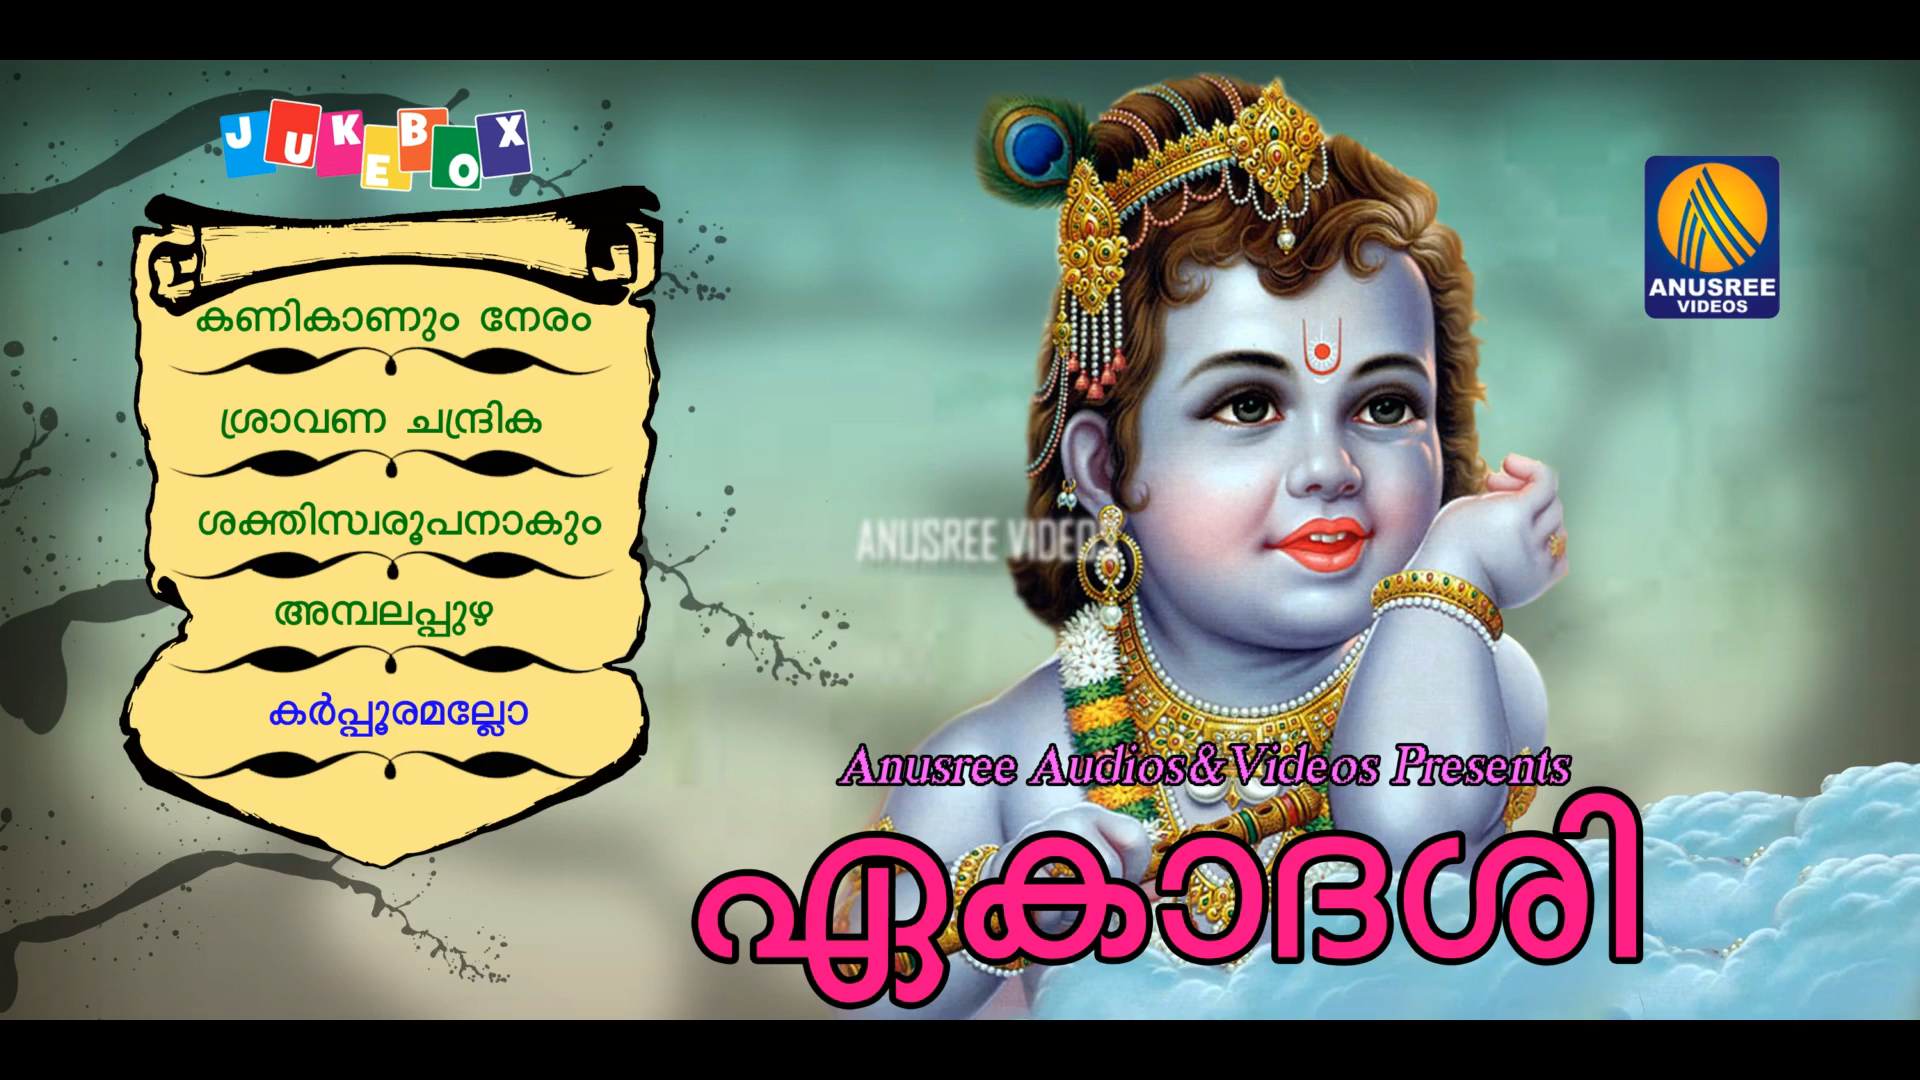 JUKEBOX
കണികാണും നേരം
ശ്രാവണ ചന്ദ്രിക
ശക്തിസ്വരൂപനാകും
അമ്പലപ്പുഴ
കർപ്പൂരമല്ലോ
ANUSREE
VIDEOS
ANUSREE VIDEOS
Anusree Audios&Videos Presents
ഏകാദശി